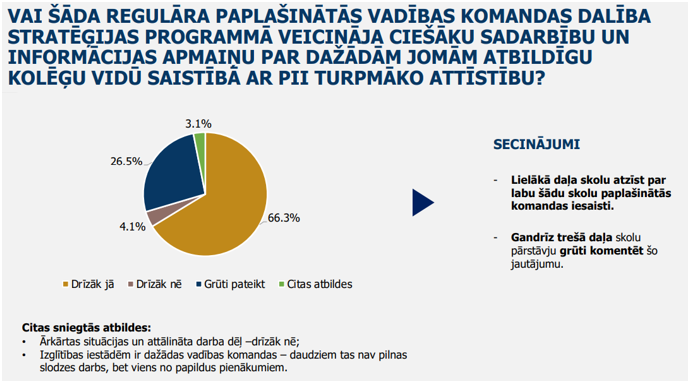 VAI ŠĀDA REGULĀRA PAPLAŠINĀTĀS VADĪBAS KOMANDAS DALĪBA
STRATĒĢIJAS PROGRAMMĀ VEICINĀJA CIEŠĀKU SADARBĪBU UN
INFORMĀCIJAS APMAIŅU PAR DAŽĀDĀM JOMĀM ATBILDĪGU
KOLĒĢU VIDŪ SAISTĪBĀ AR PII TURPMĀKO ATTĪSTĪBU?
3.1%
26.5%
4.1%
66.3%
Drīzāk jā
Drīzāk nē
Grūti pateikt
Citas atbildes
SECINĀJUMI
- Lielākā daļa skolu atzīst par
labu šādu skolu paplašinātās
komandas iesaisti.
- Gandrīz trešā daļa skolu
pārstāvju grūti komentēt šo
jautājumu.
Citas sniegtās atbildes:
• Ārkārtas situācijas un attālināta darba dēļ –drīzāk nē;
• Izglītības iestādēm ir dažādas vadības komandas – daudziem tas nav pilnas
slodzes darbs, bet viens no papildus pienākumiem.